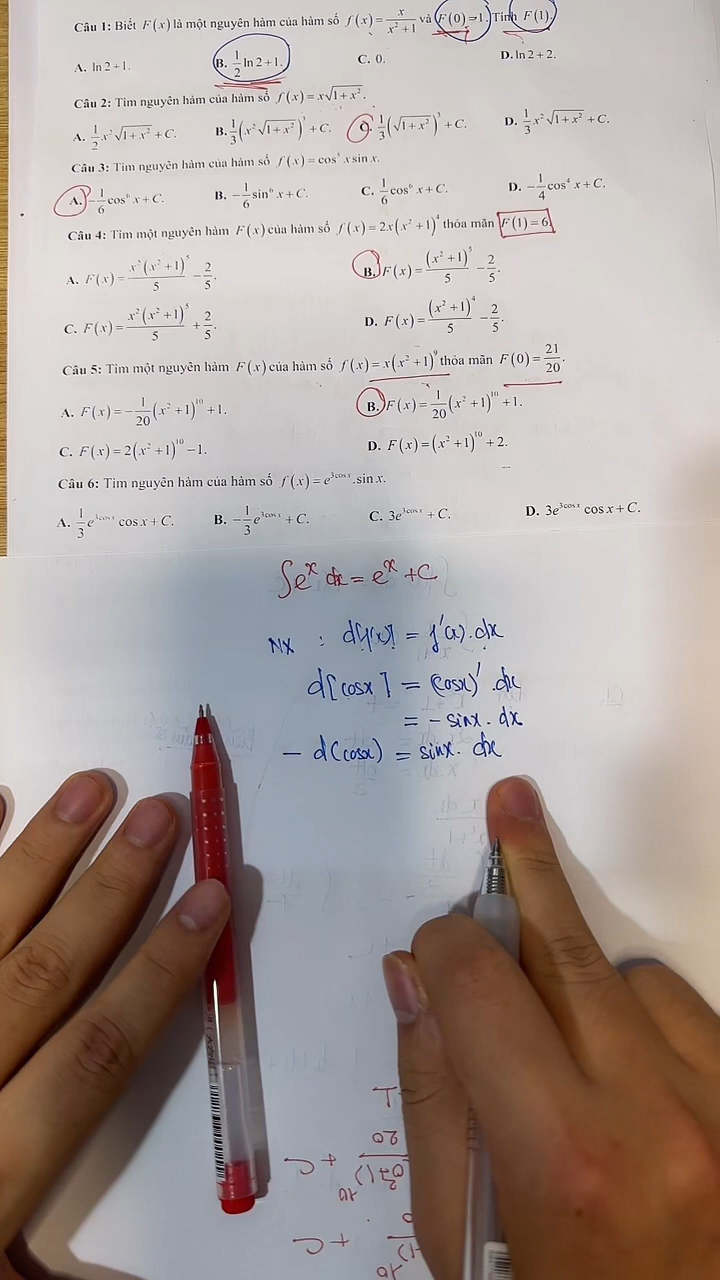 Câu 1: Biết F(x) là một nguyên hàm của hàm số f(x)=x/(x²+1) và F(0)=1. Tính F(1).
A. ln 2+1. B. 1/2 ln 2+1. C. 0. D. ln 2+2.
Câu 2: Tìm nguyên hàm của hàm số f(x)=x√(1+x²).
A. 1/2 x²√(1+x²)+C. B. 1/3(x²√(1+x²))³+C. C. 1/3(√(1+x²))³+C. D. 1/3 x²√(1+x²)+C.
Câu 3: Tìm nguyên hàm của hàm số f(x)=cos⁵x sin x.
A. -1/6 cos⁶x+C. B. -1/6 sin⁶x+C. C. 1/6 cos⁶x+C. D. -1/4 cos⁴x+C.
Câu 4: Tìm một nguyên hàm F(x) của hàm số f(x)=2x(x²+1)⁴ thỏa mãn F(1)=6.
A. F(x)=x²(x²+1)⁵/5-2/5. B. F(x)=(x²+1)⁵/5-2/5.
C. F(x)=x²(x²+1)⁵/5+2/5. D. F(x)=(x²+1)⁴/5-2/5.
Câu 5: Tìm một nguyên hàm F(x) của hàm số f(x)=x(x²+1)⁹ thỏa mãn F(0)=21/20.
A. F(x)=-1/20(x²+1)¹⁰+1. B. F(x)=1/20(x²+1)¹⁰+1.
C. F(x)=2(x²+1)¹⁰-1. D. F(x)=(x²+1)¹⁰+2.
Câu 6: Tìm nguyên hàm của hàm số f(x)=e^(3cos x).sin x.
A. 1/3 e^(3cos x) cos x+C. B. -1/3 e^(3cos x)+C. C. 3e^(3cos x)+C. D. 3e^(3cos x) cos x+C.
∫eˣ dx = eˣ + C
NX : d[f(x)] = f'(x).dx
d[cosx] = (cosx)'.dx
= - sinx. dx
- d(cosx) = sinx. dx